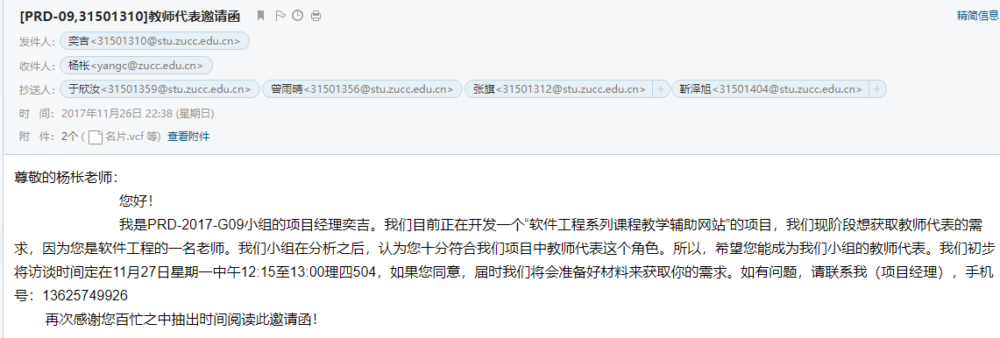 [PRD-09,31501310]教师代表邀请函
精简信息
发件人：奕吉<31501310@stu.zucc.edu.cn>
收件人：杨枨<yangc@zucc.edu.cn>
抄送人：于欣汝<31501359@stu.zucc.edu.cn> 曾雨晴<31501356@stu.zucc.edu.cn> 张旗<31501312@stu.zucc.edu.cn> + 靳泽旭<31501404@stu.zucc.edu.cn> +
时 间：2017年11月26日 22:38 (星期日)
附 件：2个 ( 名片.vcf 等) 查看附件
尊敬的杨枨老师：
您好！
我是PRD-2017-G09小组的项目经理奕吉。我们目前正在开发一个“软件工程系列课程教学辅助网站”的项目，我们现阶段想获取教师代表的需
求，因为您是软件工程的一名老师。我们小组在分析之后，认为您十分符合我们项目中教师代表这个角色。所以，希望您能成为我们小组的教师代表。我们初步
将访谈时间定在11月27日星期一中午12:15至13:00理四504，如果您同意，届时我们将会准备好材料来获取你的需求。如有问题，请联系我（项目经理），手机
号：13625749926
再次感谢您百忙之中抽出时间阅读此邀请函！